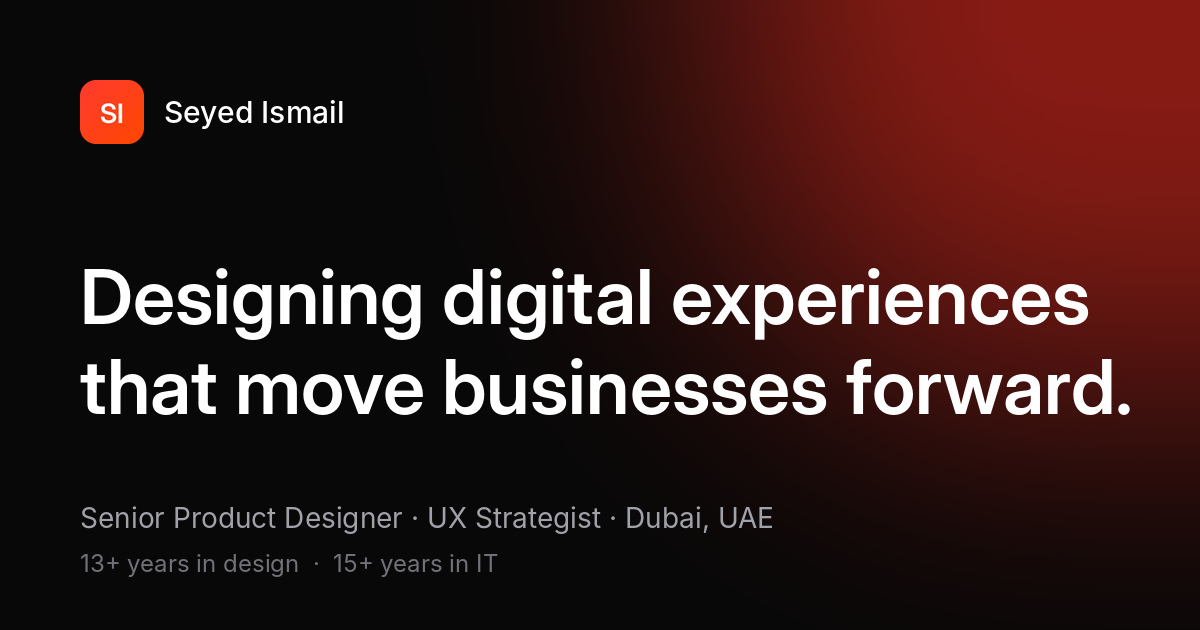 SI
Seyed Ismail
Designing digital experiences
that move businesses forward.
Senior Product Designer · UX Strategist · Dubai, UAE
13+ years in design · 15+ years in IT